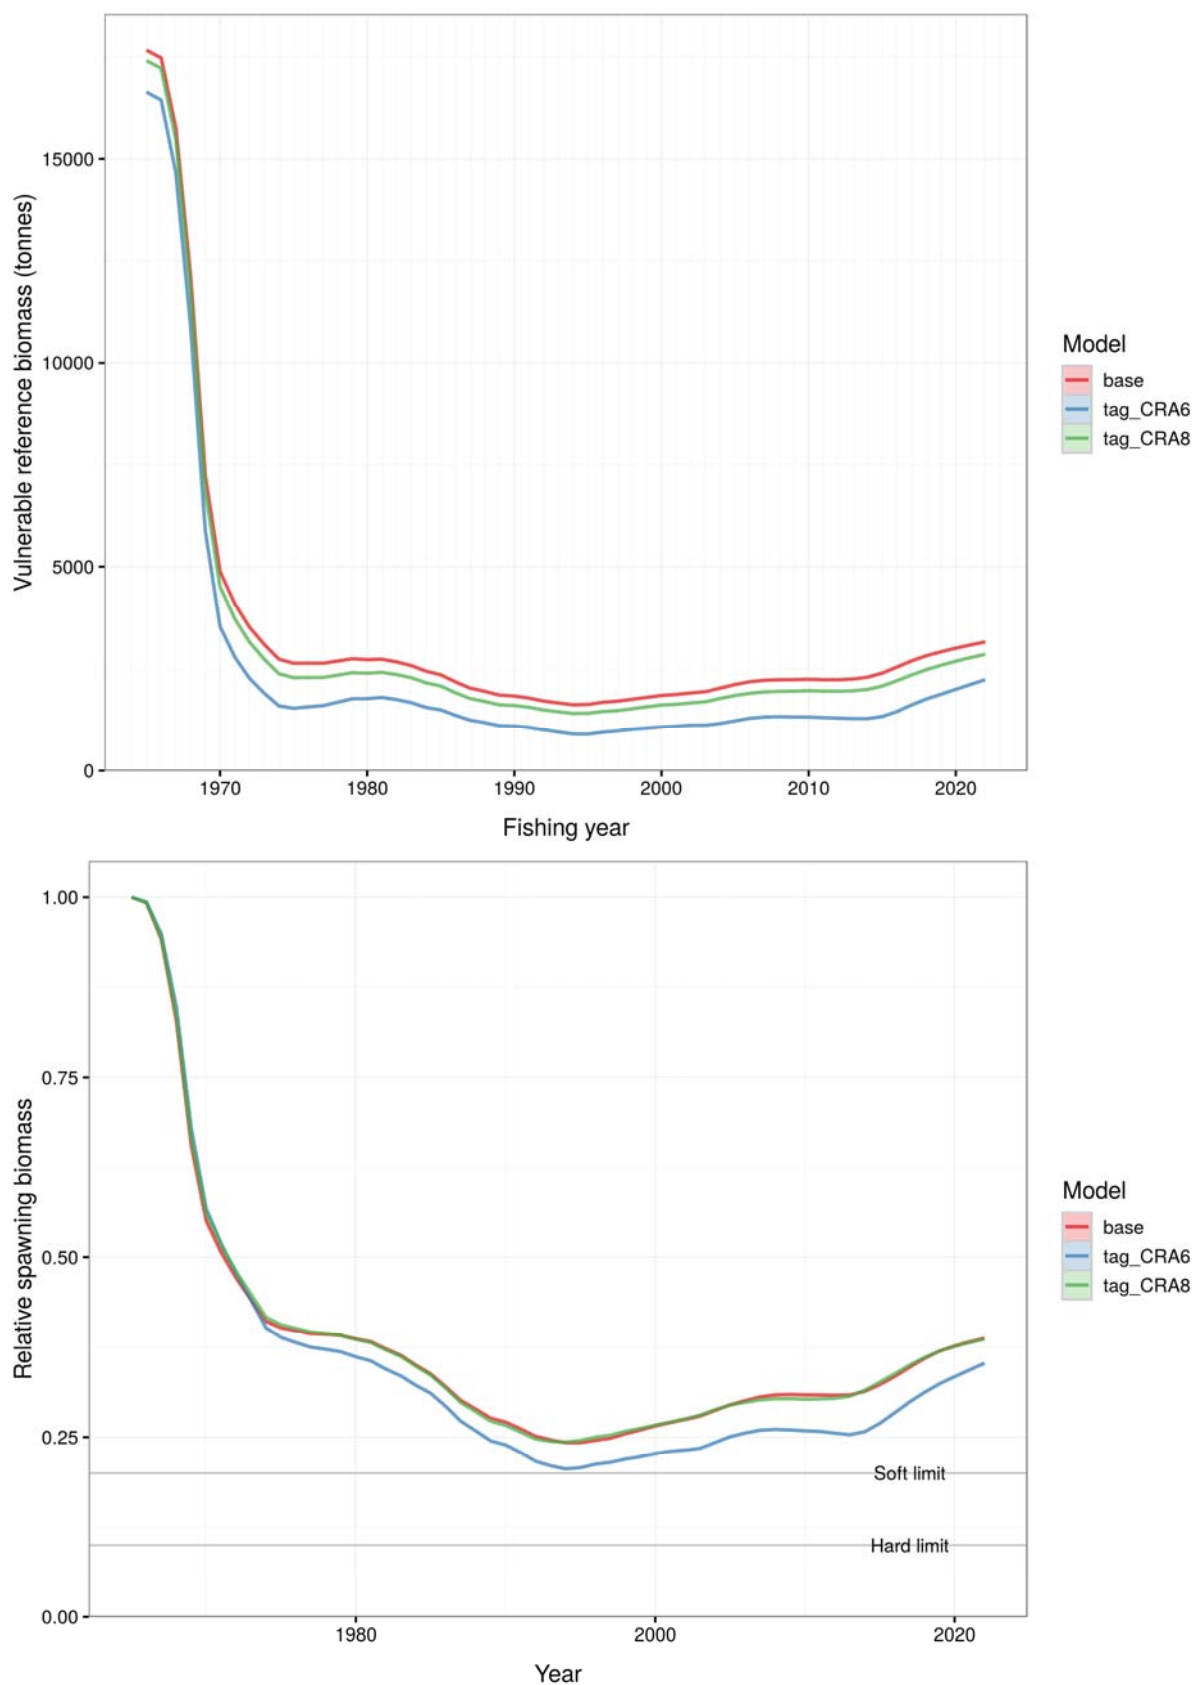 Vulnerable reference biomass (tonnes)
15000
10000
5000
0
1970 1980 1990 2000 2010 2020
Fishing year
Model
base
tag_CRA6
tag_CRA8
Relative spawning biomass
1.00
0.75
0.50
0.25
0.00
Soft limit
Hard limit
1980 2000 2020
Year
Model
base
tag_CRA6
tag_CRA8